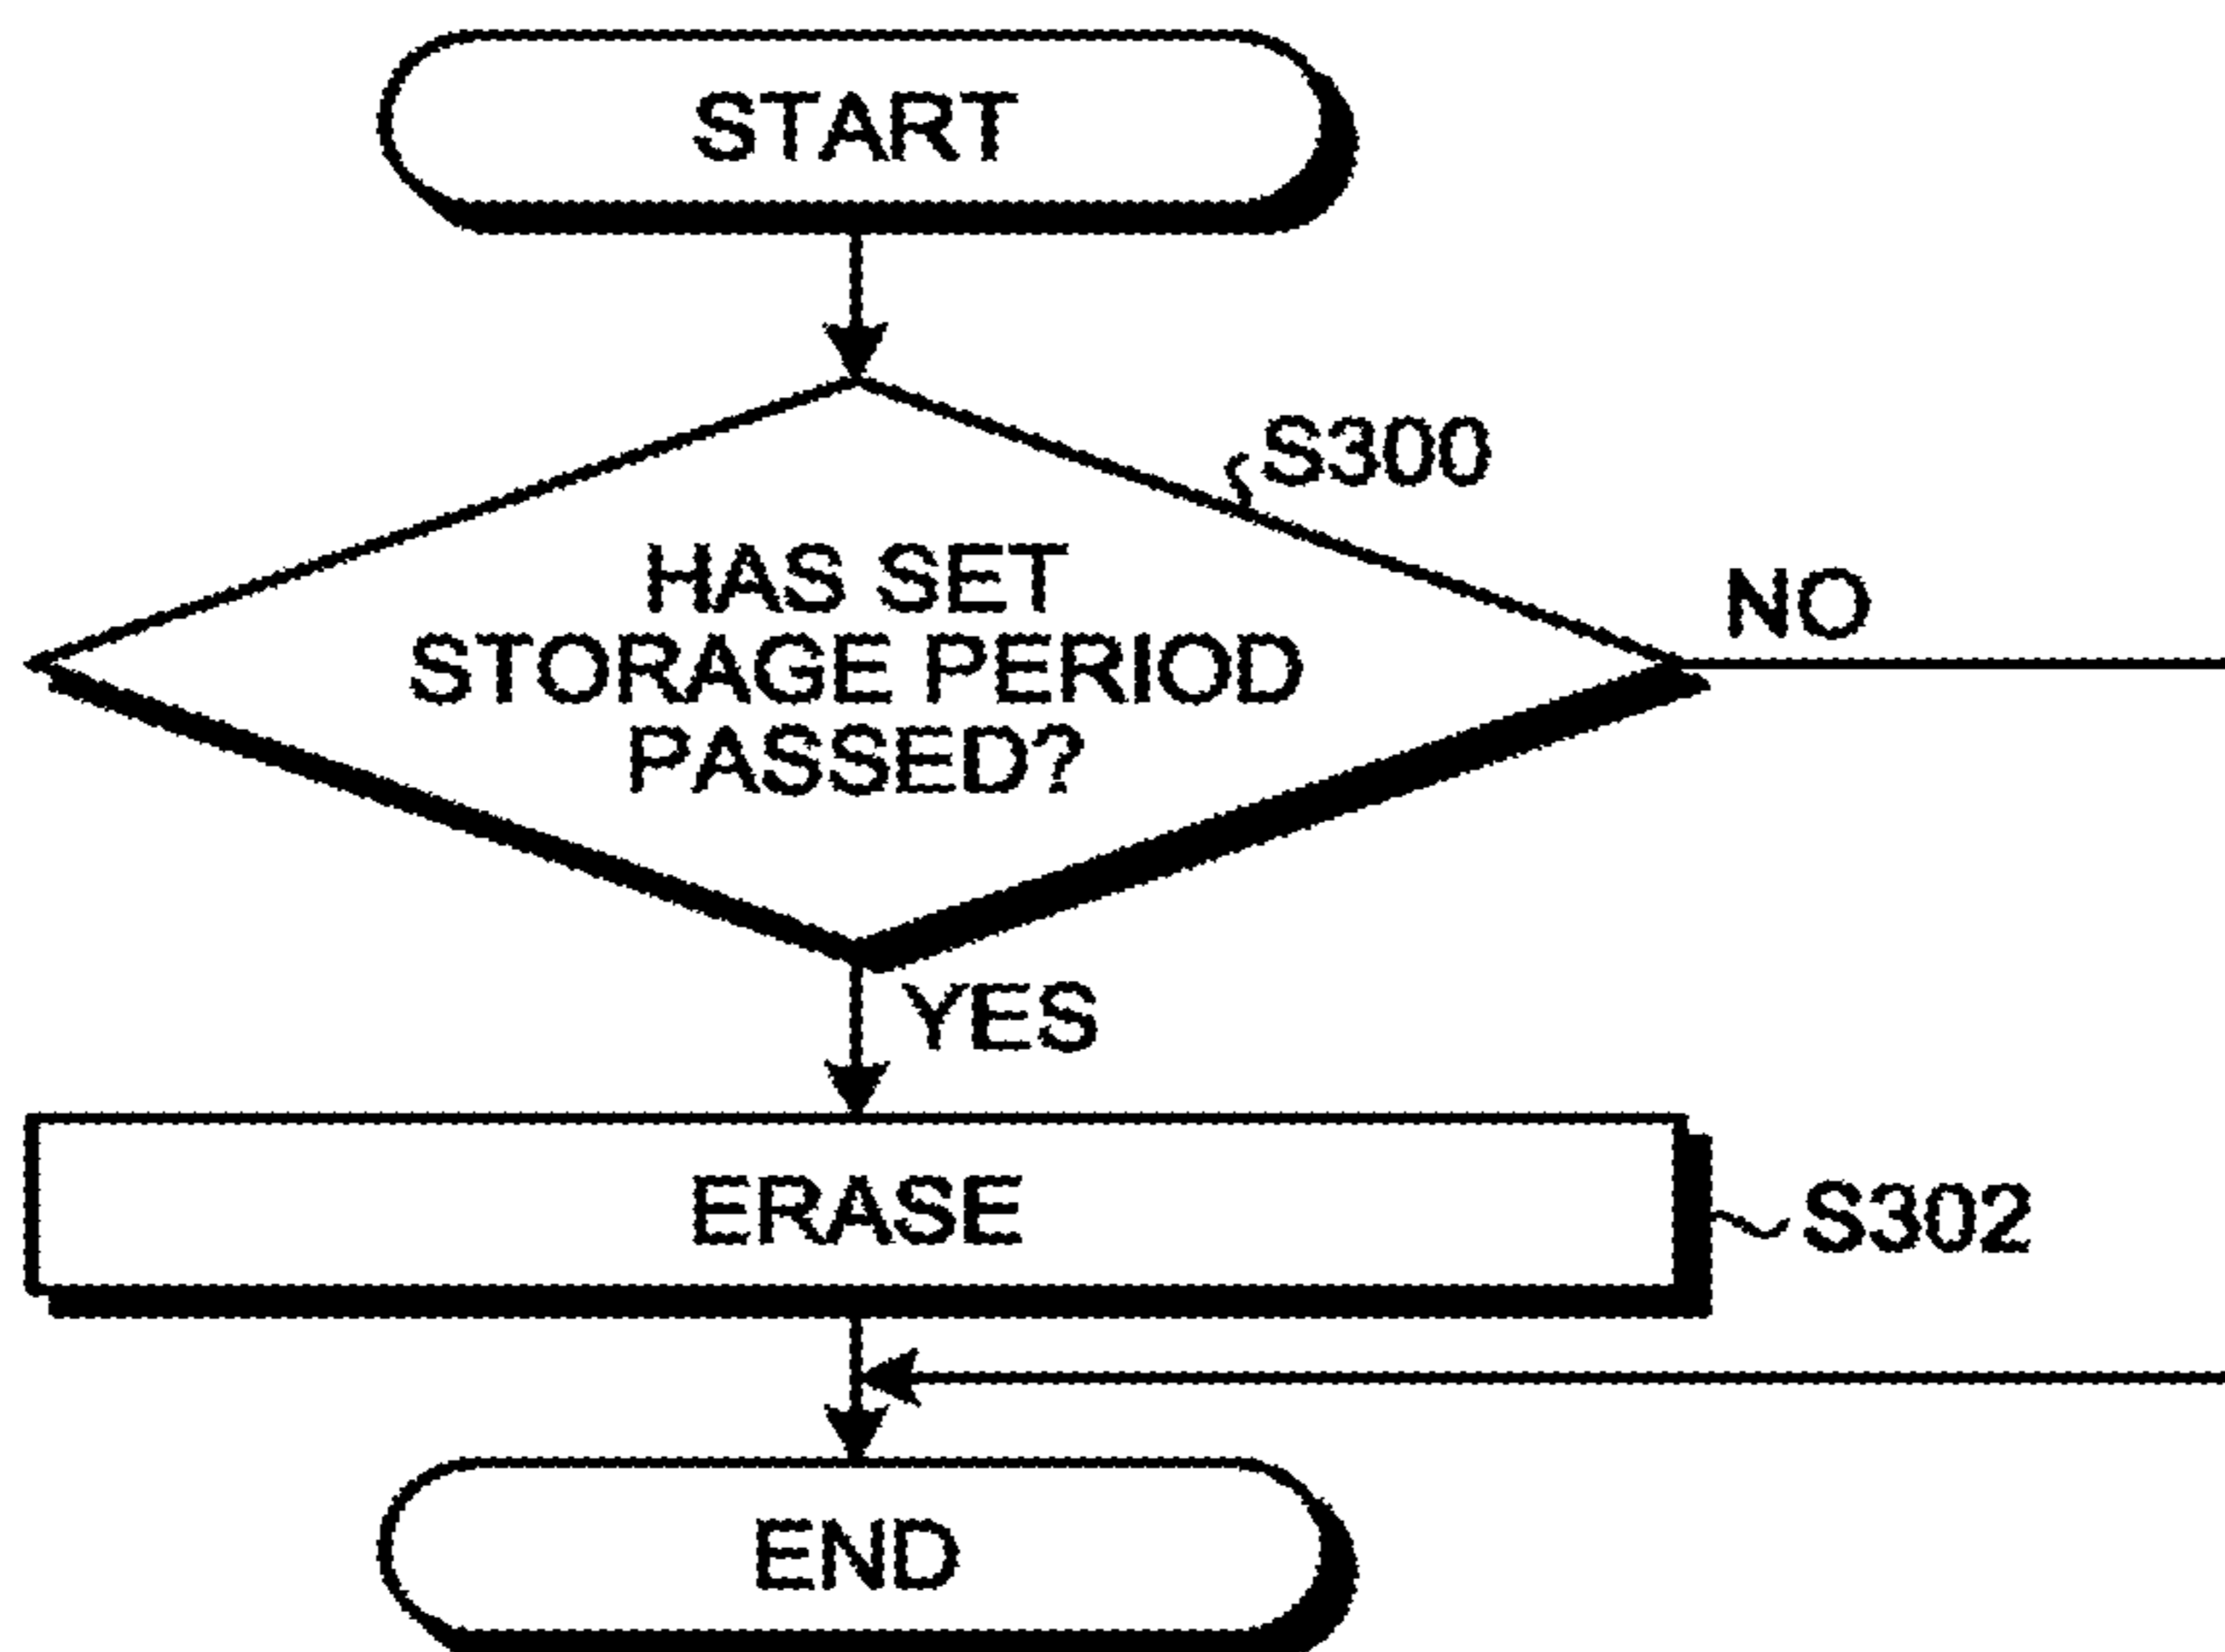 START
S300
HAS SET
STORAGE PERIOD
PASSED?
NO
YES
ERASE
S302
END